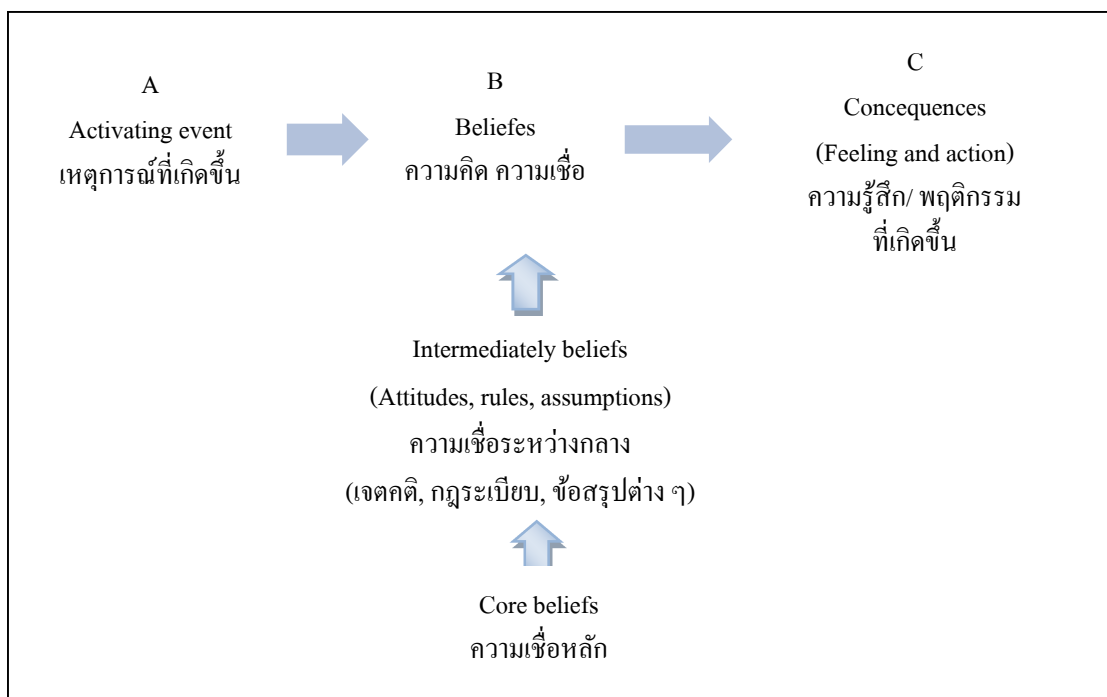 A
Activating event
เหตุการณ์ที่เกิดขึ้น
B
Beliefes
ความคิด ความเชื่อ
C
Concequences
(Feeling and action)
ความรู้สึก/ พฤติกรรม
ที่เกิดขึ้น
Intermediately beliefs
(Attitudes, rules, assumptions)
ความเชื่อระหว่างกลาง
(เจตคติ, กฎระเบียบ, ข้อสรุปต่าง ๆ)
Core beliefs
ความเชื่อหลัก